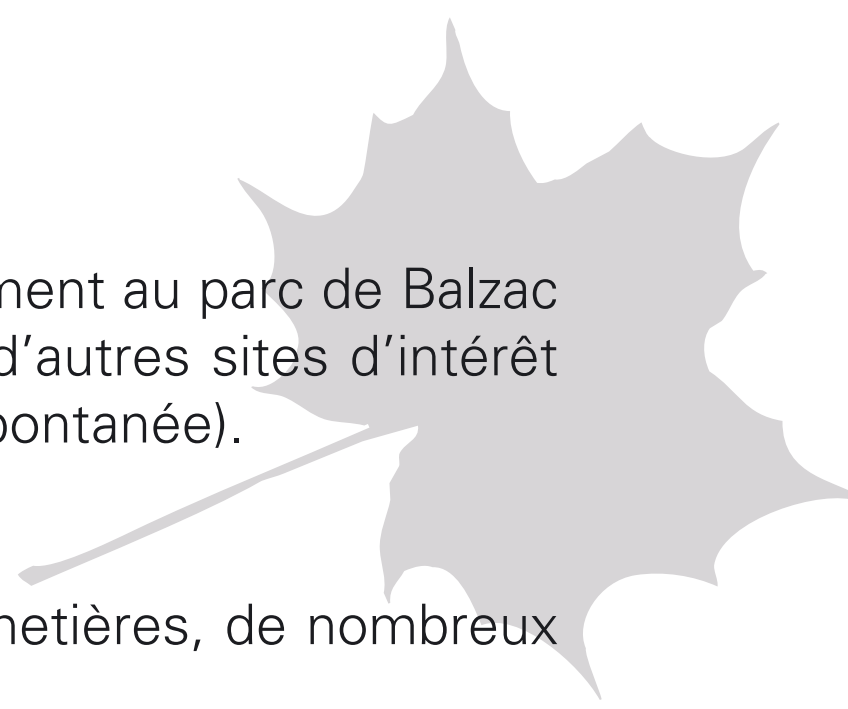 ment au parc de Balzac
d’autres sites d’intérêt
pontanée).
netières, de nombreux